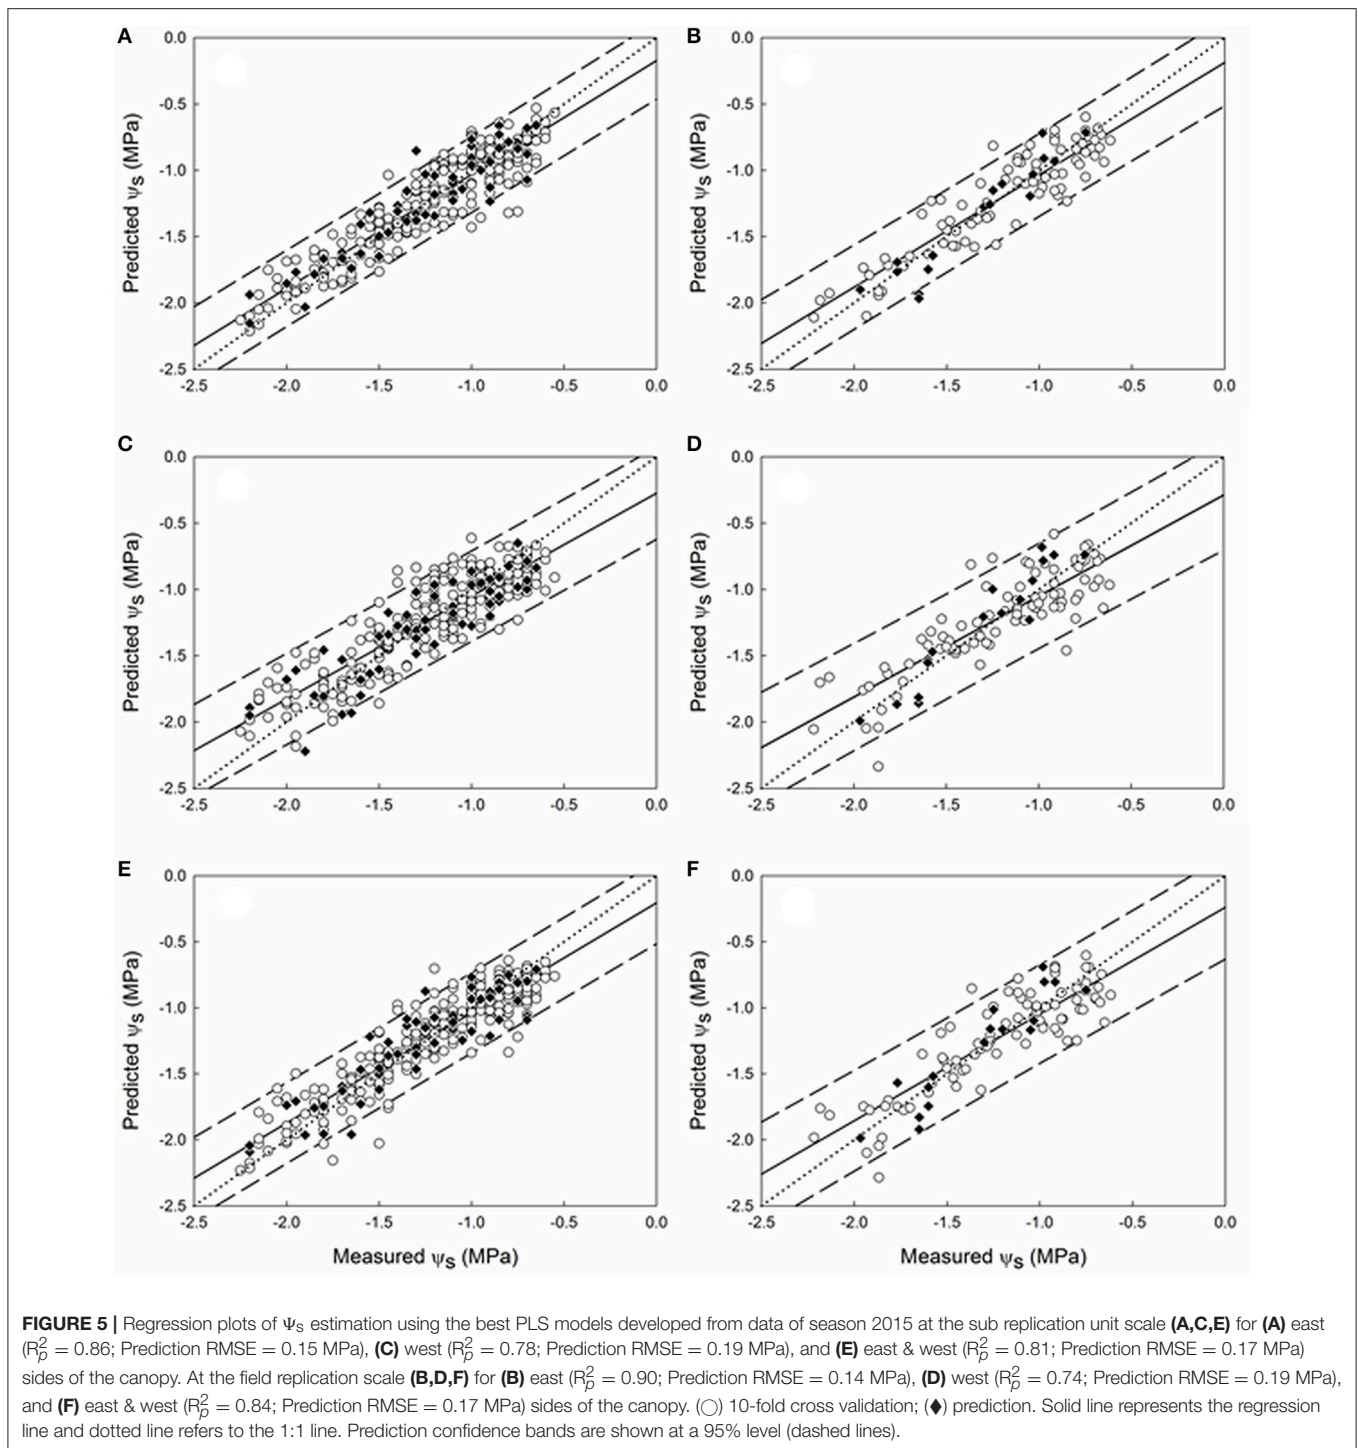 A
B
0.0
-0.5
-1.0
-1.5
-2.0
-2.5
Predicted ψS (MPa)
-2.5 -2.0 -1.5 -1.0 -0.5 0.0
0.0
-0.5
-1.0
-1.5
-2.0
-2.5
Predicted ψS (MPa)
-2.5 -2.0 -1.5 -1.0 -0.5 0.0
C
D
0.0
-0.5
-1.0
-1.5
-2.0
-2.5
Predicted ψS (MPa)
-2.5 -2.0 -1.5 -1.0 -0.5 0.0
0.0
-0.5
-1.0
-1.5
-2.0
-2.5
Predicted ψS (MPa)
-2.5 -2.0 -1.5 -1.0 -0.5 0.0
E
F
0.0
-0.5
-1.0
-1.5
-2.0
-2.5
Predicted ψS (MPa)
-2.5 -2.0 -1.5 -1.0 -0.5 0.0
Measured ψS (MPa)
0.0
-0.5
-1.0
-1.5
-2.0
-2.5
Predicted ψS (MPa)
-2.5 -2.0 -1.5 -1.0 -0.5 0.0
Measured ψS (MPa)
FIGURE 5 | Regression plots of ΨS estimation using the best PLS models developed from data of season 2015 at the sub replication unit scale (A,C,E) for (A) east
(R²p = 0.86; Prediction RMSE = 0.15 MPa), (C) west (R²p = 0.78; Prediction RMSE = 0.19 MPa), and (E) east & west (R²p = 0.81; Prediction RMSE = 0.17 MPa)
sides of the canopy. At the field replication scale (B,D,F) for (B) east (R²p = 0.90; Prediction RMSE = 0.14 MPa), (D) west (R²p = 0.74; Prediction RMSE = 0.19 MPa),
and (F) east & west (R²p = 0.84; Prediction RMSE = 0.17 MPa) sides of the canopy. (○) 10-fold cross validation; (♦) prediction. Solid line represents the regression
line and dotted line refers to the 1:1 line. Prediction confidence bands are shown at a 95% level (dashed lines).